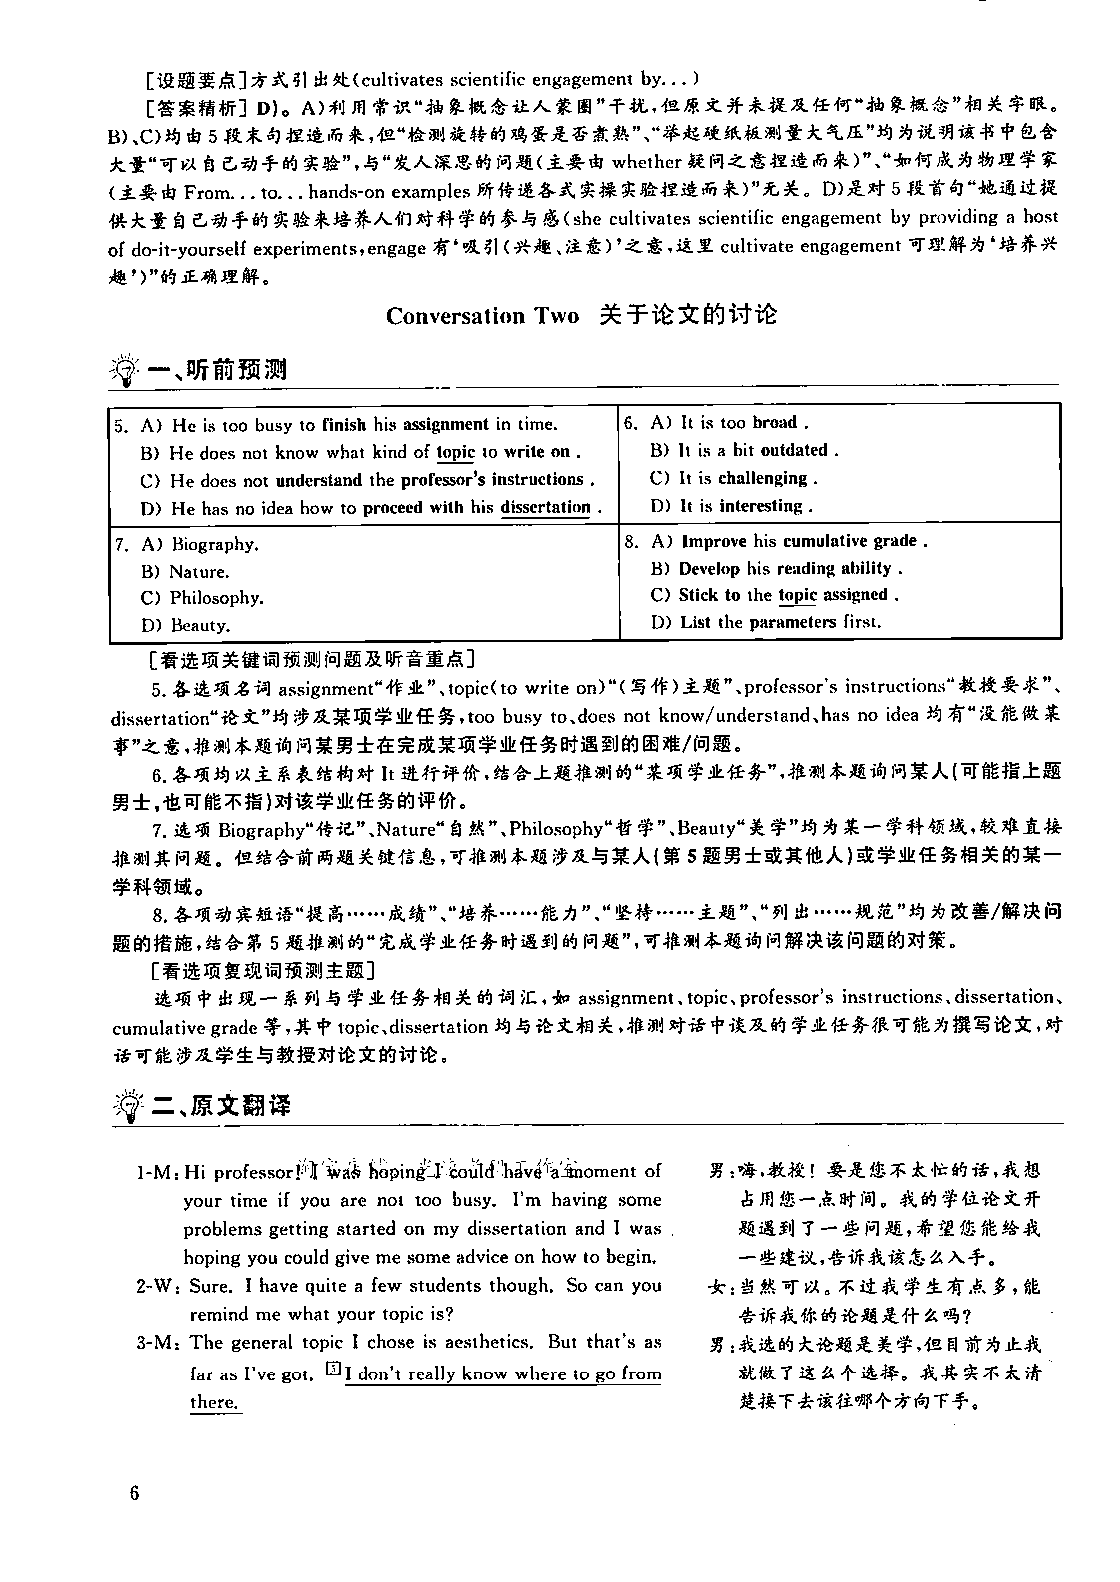 [设题要点]方式引出处(cultivates scientific engagement by...)
[答案精析] D)。A)利用常识“抽象概念让人蒙圈”干扰,但原文并未提及任何“抽象概念”相关字眼。
B)、C)均由5段末句捏造而来,但“检测旋转的鸡蛋是否煮熟”、“举起硬纸板测量大气压”均为说明该书中包含
大量“可以自己动手的实验”,与“发人深思的问题(主要由 whether 疑问之意捏造而来)”、“如何成为物理学家
(主要由 From... to... hands-on examples 所传递各式实操实验捏造而来)”无关。D)是对5段首句“她通过提
供大量自己动手的实验来培养人们对科学的参与感(she cultivates scientific engagement by providing a host
of do-it-yourself experiments,engage 有‘吸引(兴趣、注意)’之意,这里 cultivate engagement 可理解为‘培养兴
趣’)”的正确理解。
Conversation Two 关于论文的讨论
一、听前预测
5. A) He is too busy to finish his assignment in time.
B) He does not know what kind of topic to write on .
C) He does not understand the professor's instructions .
D) He has no idea how to proceed with his dissertation .
6. A) It is too broad .
B) It is a bit outdated .
C) It is challenging .
D) It is interesting .
7. A) Biography.
B) Nature.
C) Philosophy.
D) Beauty.
8. A) Improve his cumulative grade .
B) Develop his reading ability .
C) Stick to the topic assigned .
D) List the parameters first.
[看选项关键词预测问题及听音重点]
5. 各选项名词 assignment“作业”、topic(to write on)“(写作)主题”、professor's instructions“教授要求”、
dissertation“论文”均涉及某项学业任务,too busy to、does not know/understand、has no idea 均有“没能做某
事”之意,推测本题询问某男士在完成某项学业任务时遇到的困难/问题。
6. 各项均以主系表结构对 It 进行评价,结合上题推测的“某项学业任务”,推测本题询问某人(可能指上题
男士,也可能不指)对该学业任务的评价。
7. 选项 Biography“传记”、Nature“自然”、Philosophy“哲学”、Beauty“美学”均为某一学科领域,较难直接
推测其问题。但结合前两题关键信息,可推测本题涉及与某人(第5题男士或其他人)或学业任务相关的某一
学科领域。
8. 各项动宾短语“提高……成绩”、“培养……能力”、“坚持……主题”、“列出……规范”均为改善/解决问
题的措施,结合第5题推测的“完成学业任务时遇到的问题”,可推测本题询问解决该问题的对策。
[看选项复现词预测主题]
选项中出现一系列与学业任务相关的词汇,如 assignment、topic、professor's instructions、dissertation、
cumulative grade 等,其中 topic、dissertation 均与论文相关,推测对话中谈及的学业任务很可能为撰写论文,对
话可能涉及学生与教授对论文的讨论。
二、原文翻译
1-M: Hi professor! I was hoping I could have a moment of
your time if you are not too busy. I'm having some
problems getting started on my dissertation and I was
hoping you could give me some advice on how to begin.
2-W: Sure. I have quite a few students though. So can you
remind me what your topic is?
3-M: The general topic I chose is aesthetics. But that's as
far as I've got. [5]I don't really know where to go from
there.
男:嗨,教授!要是您不太忙的话,我想
占用您一点时间。我的学位论文开
题遇到了一些问题,希望您能给我
一些建议,告诉我该怎么入手。
女:当然可以。不过我学生有点多,能
告诉我你的论题是什么吗?
男:我选的大论题是美学,但目前为止我
就做了这么个选择。我其实不太清
楚接下去该往哪个方向下手。
6